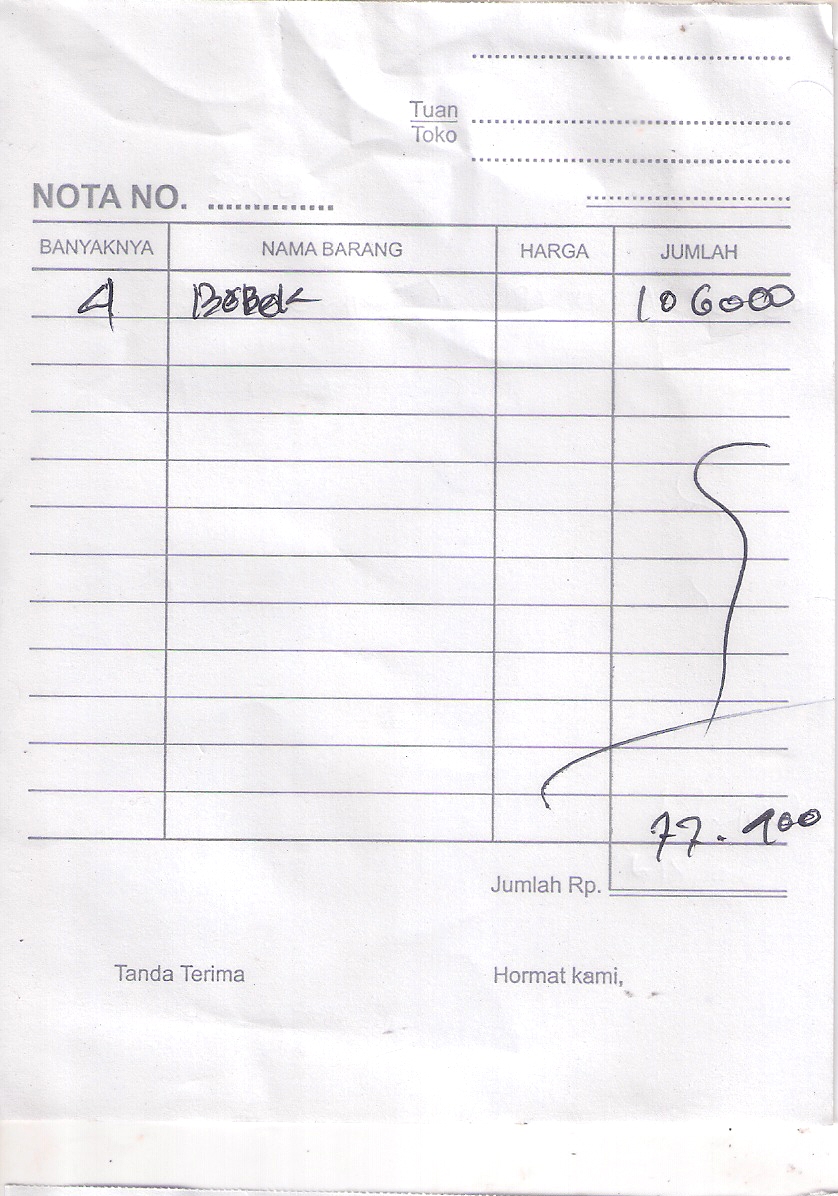 Tuan
Toko
NOTA NO. ..............
BANYAKNYA NAMA BARANG HARGA JUMLAH
4 BEBEK 106000
77.100
Jumlah Rp.
Tanda Terima Hormat kami,